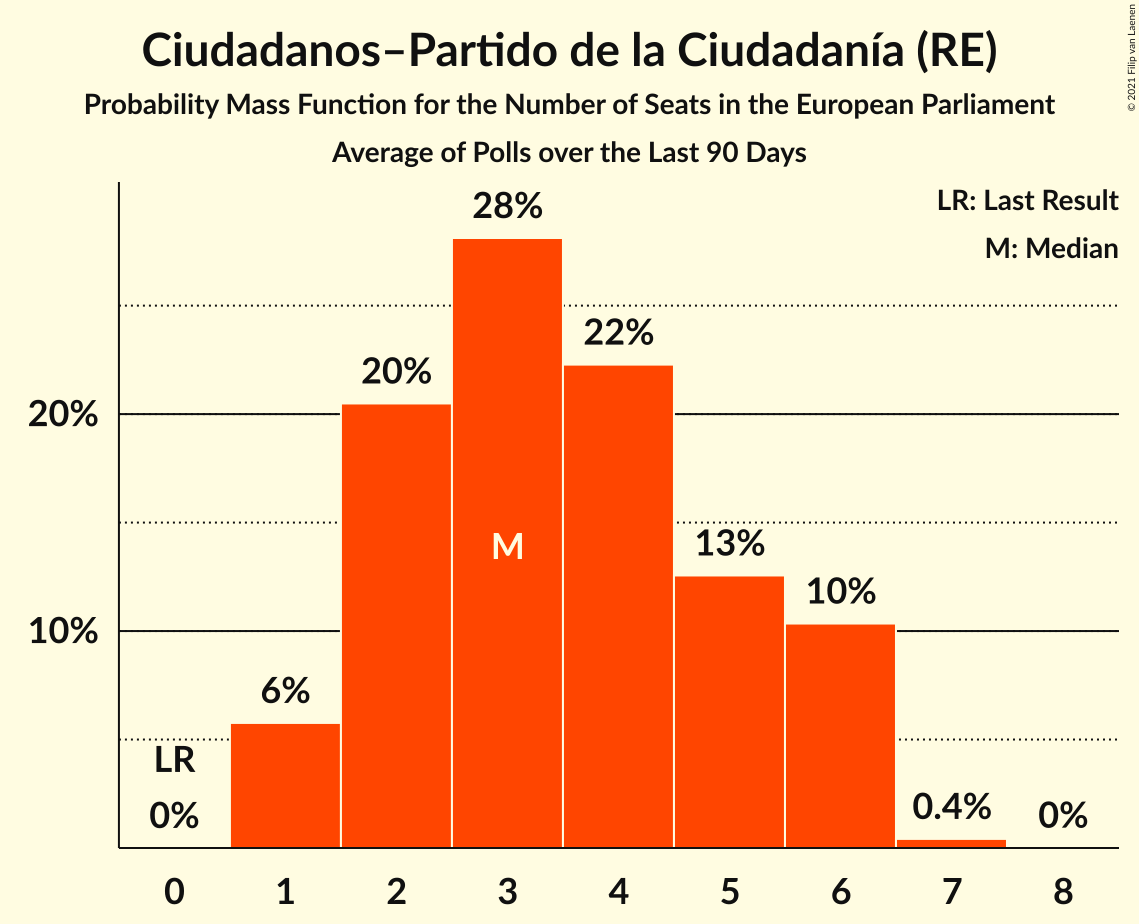 Ciudadanos–Partido de la Ciudadanía (RE)
Probability Mass Function for the Number of Seats in the European Parliament
Average of Polls over the Last 90 Days
© 2021 Filip van Laenen
LR: Last Result
M: Median
28%
22%
20%
20%
M
13%
10%
10%
6%
LR
0%
0.4%
0%
0 1 2 3 4 5 6 7 8